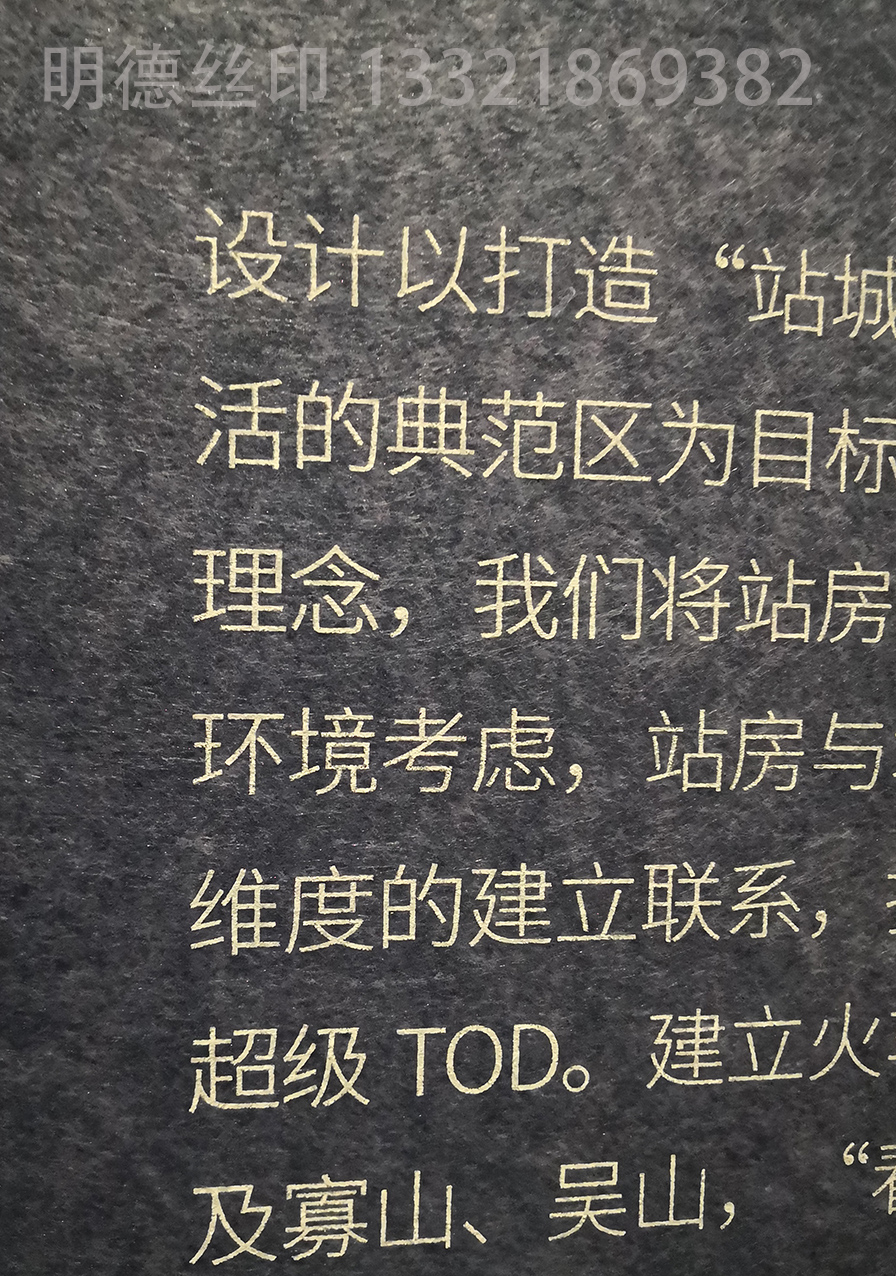 明德丝印 13321869382
设计以打造 “站城
活的典范区为目标
理念， 我们将站房
环境考虑， 站房与
维度的建立联系，
超级 TOD。建立火
及寡山、吴山， “